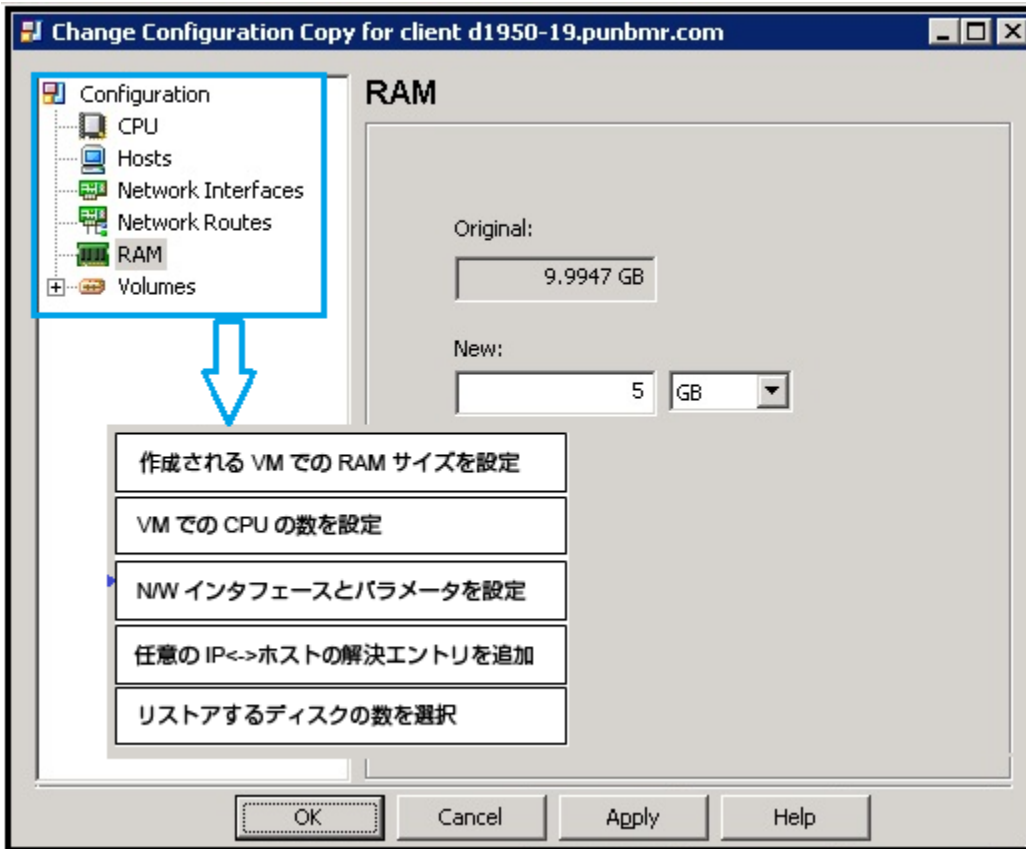 Change Configuration Copy for client d1950-19.punbmr.com
Configuration
CPU
Hosts
Network Interfaces
Network Routes
RAM
Volumes
RAM
Original:
9.9947 GB
New:
5 GB
作成される VM での RAM サイズを設定
VM での CPU の数を設定
N/W インタフェースとパラメータを設定
任意の IP<->ホストの解決エントリを追加
リストアするディスクの数を選択
OK Cancel Apply Help